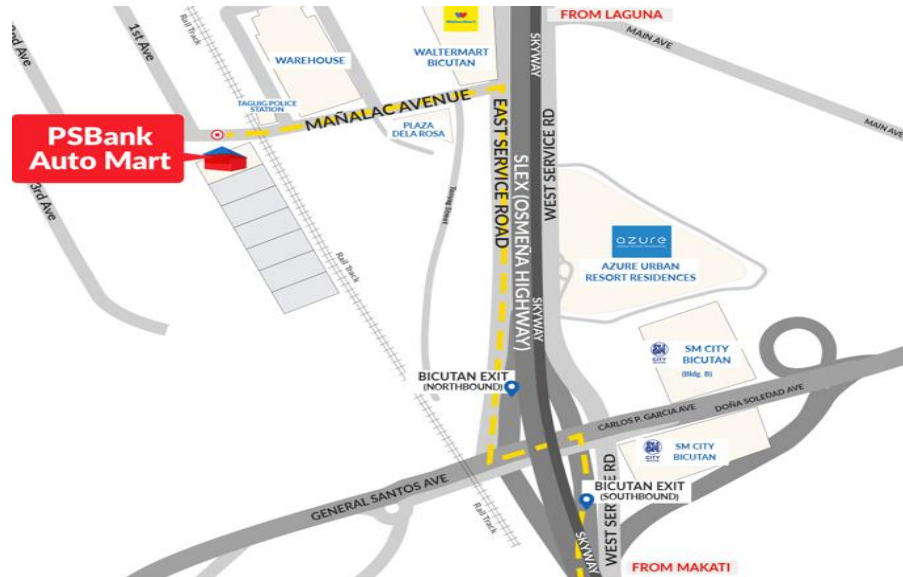 FROM LAGUNA
2nd Ave
1st Ave
Rail Track
WAREHOUSE
WALTERMART
BICUTAN
SKYWAY
MAIN AVE
TAGUIG POLICE
STATION
MAÑALAC AVENUE
PLAZA
DELA ROSA
PSBank
Auto Mart
3rd Ave
EAST SERVICE ROAD
SLEX (OSMEÑA HIGHWAY)
WEST SERVICE RD
MAIN AVE
azure
AZURE URBAN
RESORT RESIDENCES
Rail Track
SKYWAY
SM CITY
BICUTAN
(Bldg. B)
BICUTAN EXIT
(NORTHBOUND)
CARLOS P. GARCIA AVE
DOÑA SOLEDAD AVE
SM CITY
BICUTAN
GENERAL SANTOS AVE
Rail Track
BICUTAN EXIT
(SOUTHBOUND)
WEST SERVICE RD
SKYWAY
FROM MAKATI